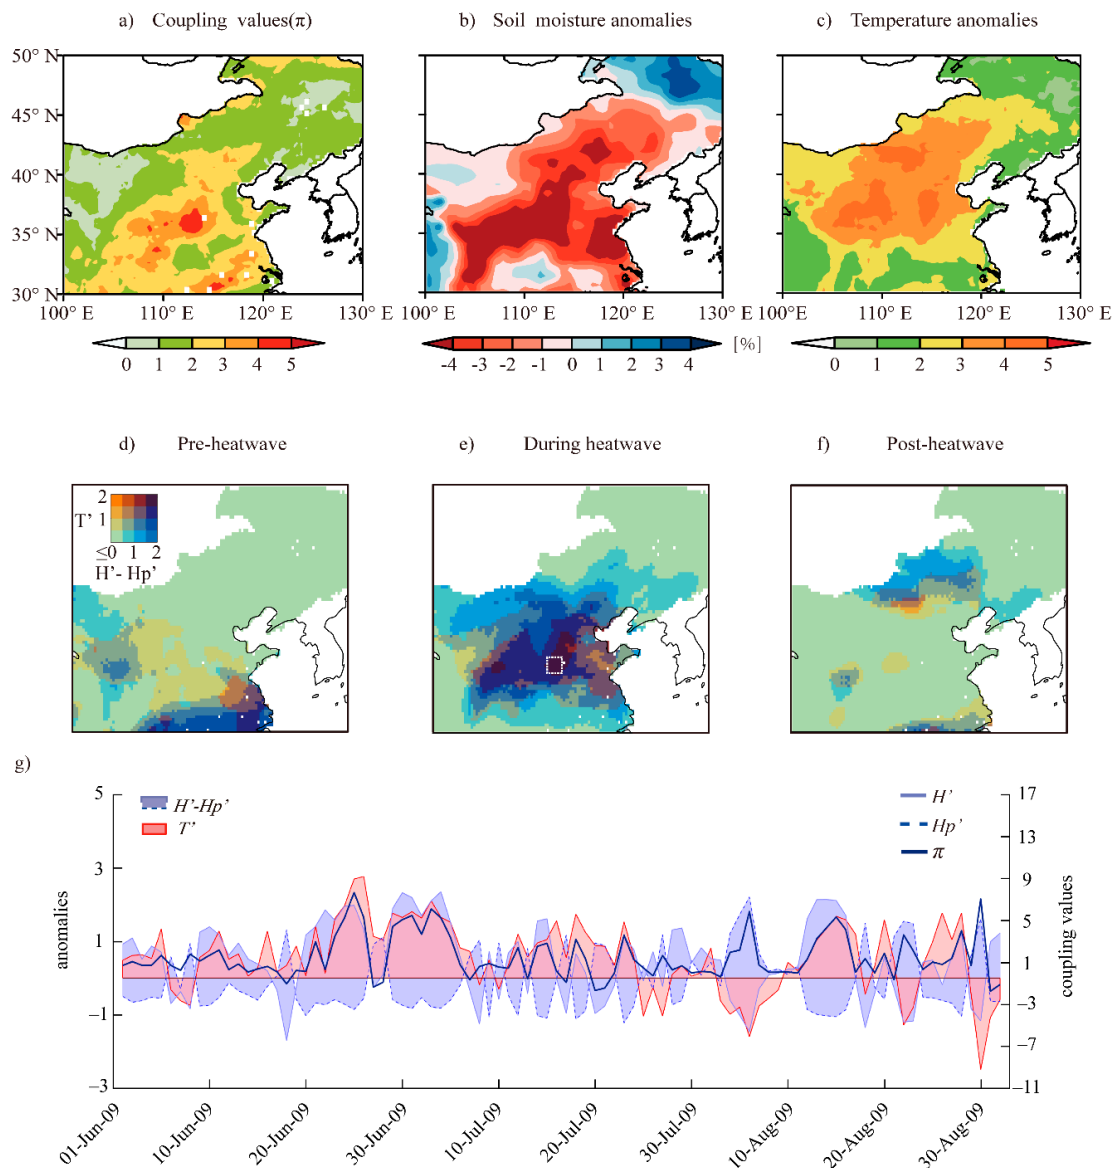 a) Coupling values(π)
b) Soil moisture anomalies
c) Temperature anomalies
50° N
45° N
40° N
35° N
30° N
100° E 110° E 120° E 130° E
100° E 110° E 120° E 130° E
100° E 110° E 120° E 130° E
0 1 2 3 4 5
-4 -3 -2 -1 0 1 2 3 4 [%]
0 1 2 3 4 5
d) Pre-heatwave
e) During heatwave
f) Post-heatwave
2
T' 1
≤0 1 2
H'- Hp'
g)
5
3
1
−1
−3
anomalies
H'-Hp'
T'
H'
Hp'
π
17
13
9
5
1
−3
−7
−11
coupling values
01-Jun-09
10-Jun-09
20-Jun-09
30-Jun-09
10-Jul-09
20-Jul-09
30-Jul-09
10-Aug-09
20-Aug-09
30-Aug-09